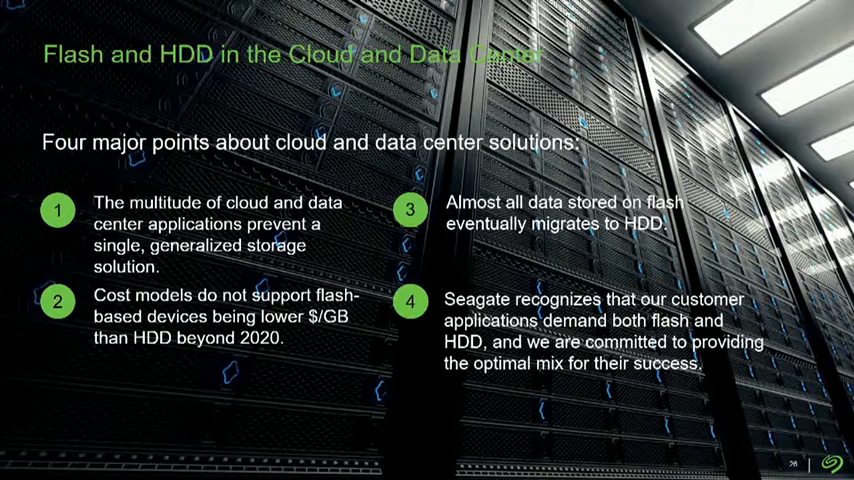 Flash and HDD in the Cloud and Data Center
Four major points about cloud and data center solutions:
1
The multitude of cloud and data
center applications prevent a
single, generalized storage
solution.
2
Cost models do not support flash-
based devices being lower $/GB
than HDD beyond 2020.
3
Almost all data stored on flash
eventually migrates to HDD.
4
Seagate recognizes that our customer
applications demand both flash and
HDD, and we are committed to providing
the optimal mix for their success.
26